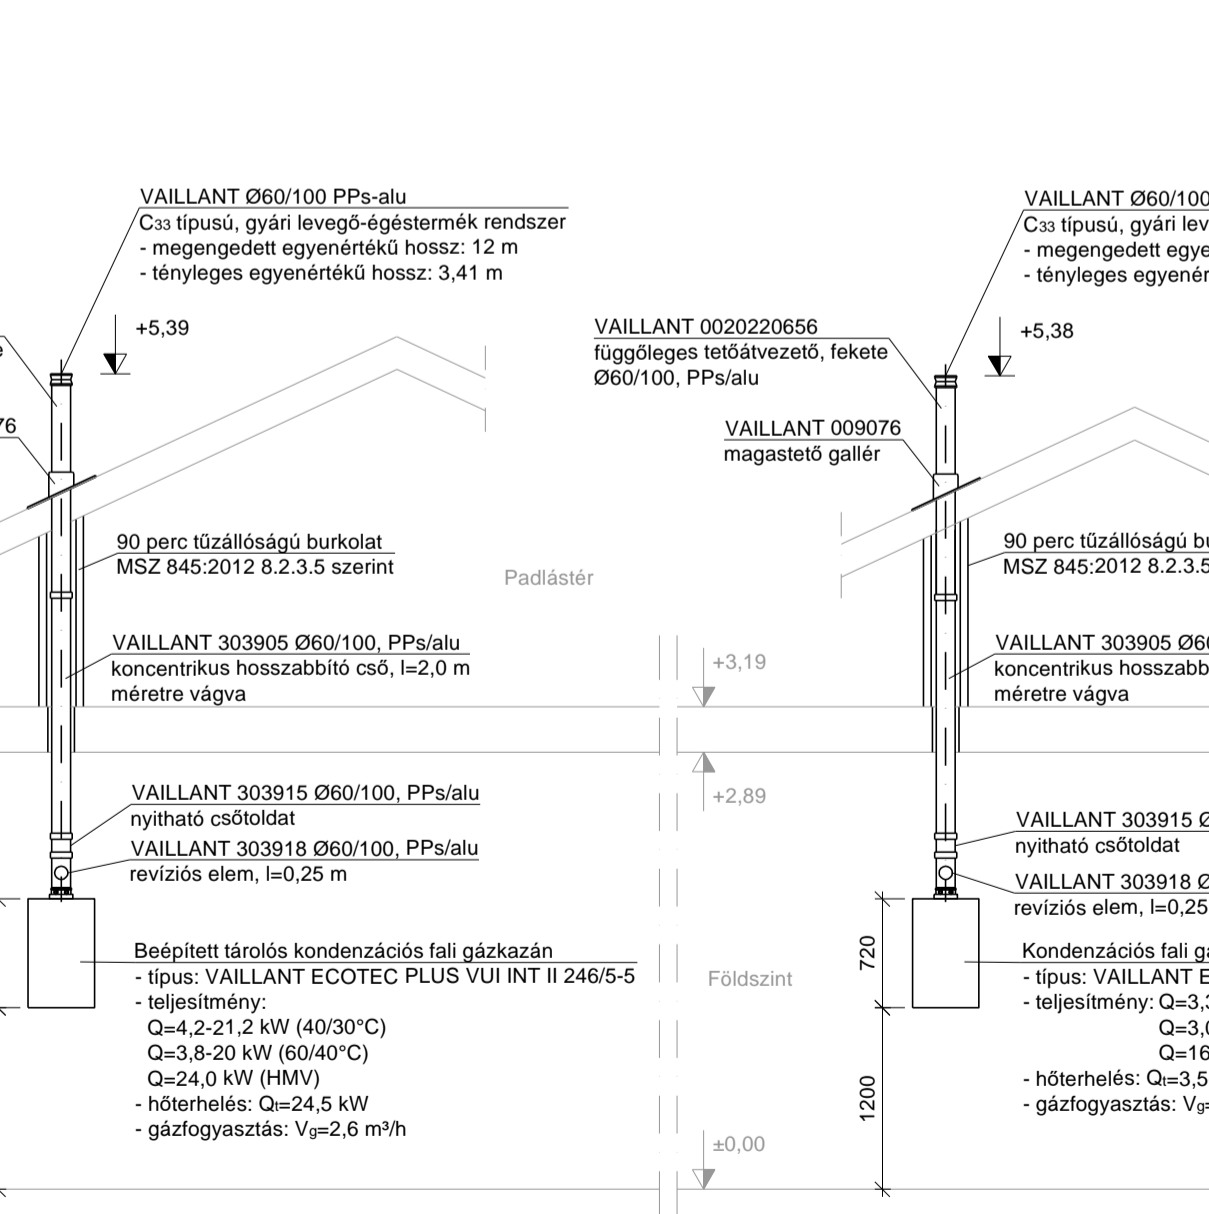 VAILLANT Ø60/100 PPs-alu
C33 típusú, gyári levegő-égéstermék rendszer
- megengedett egyenértékű hossz: 12 m
- tényleges egyenértékű hossz: 3,41 m
+5,39
76
90 perc tűzállóságú burkolat
MSZ 845:2012 8.2.3.5 szerint
Padlástér
VAILLANT 303905 Ø60/100, PPs/alu
koncentrikus hosszabbító cső, l=2,0 m
méretre vágva
VAILLANT 303915 Ø60/100, PPs/alu
nyitható csőtoldat
VAILLANT 303918 Ø60/100, PPs/alu
revíziós elem, l=0,25 m
Beépített tárolós kondenzációs fali gázkazán
- típus: VAILLANT ECOTEC PLUS VUI INT II 246/5-5
- teljesítmény:
Q=4,2-21,2 kW (40/30°C)
Q=3,8-20 kW (60/40°C)
Q=24,0 kW (HMV)
- hőterhelés: Qt=24,5 kW
- gázfogyasztás: Vg=2,6 m³/h
+3,19
+2,89
Földszint
±0,00
VAILLANT Ø60/100
C33 típusú, gyári lev
- megengedett egye
- tényleges egyenér
+5,38
VAILLANT 0020220656
függőleges tetőátvezető, fekete
Ø60/100, PPs/alu
VAILLANT 009076
magastető gallér
90 perc tűzállóságú bu
MSZ 845:2012 8.2.3.5
VAILLANT 303905 Ø60
koncentrikus hosszabb
méretre vágva
VAILLANT 303915 Ø
nyitható csőtoldat
VAILLANT 303918 Ø
revíziós elem, l=0,25
720
1200
Kondenzációs fali gá
- típus: VAILLANT E
- teljesítmény: Q=3,3
Q=3,0
Q=16
- hőterhelés: Qt=3,5
- gázfogyasztás: Vg=